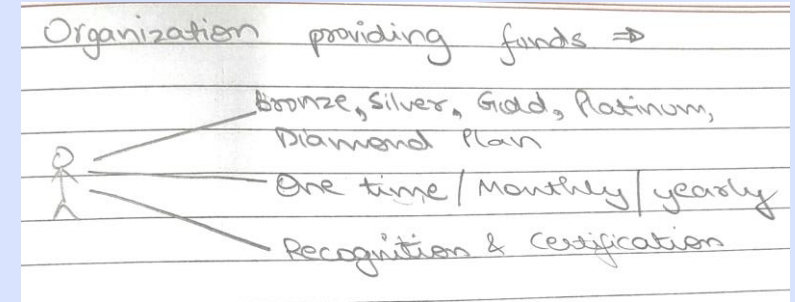 Organization providing funds ⇒
Bronze, Silver, Gold, Platinum,
Diamond Plan
One time / Monthly / yearly
Recognition & Certification